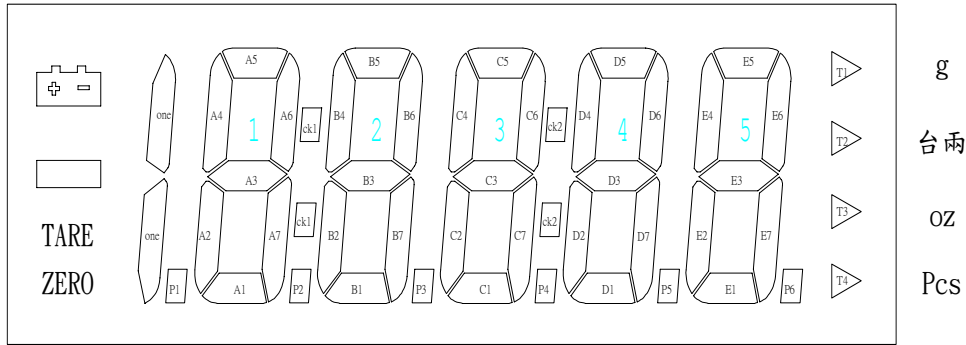 A5 B5 C5 D5 E5 T1 g
+ -
one A4 1 A6 ck1 B4 2 B6 C4 3 C6 ck2 D4 4 D6 E4 5 E6 T2 台兩
A3 B3 C3 D3 E3
TARE one A2 A7 ck1 B2 B7 C2 C7 ck2 D2 D7 E2 E7 T3 oz
ZERO P1 A1 P2 B1 P3 C1 P4 D1 P5 E1 P6 T4 Pcs